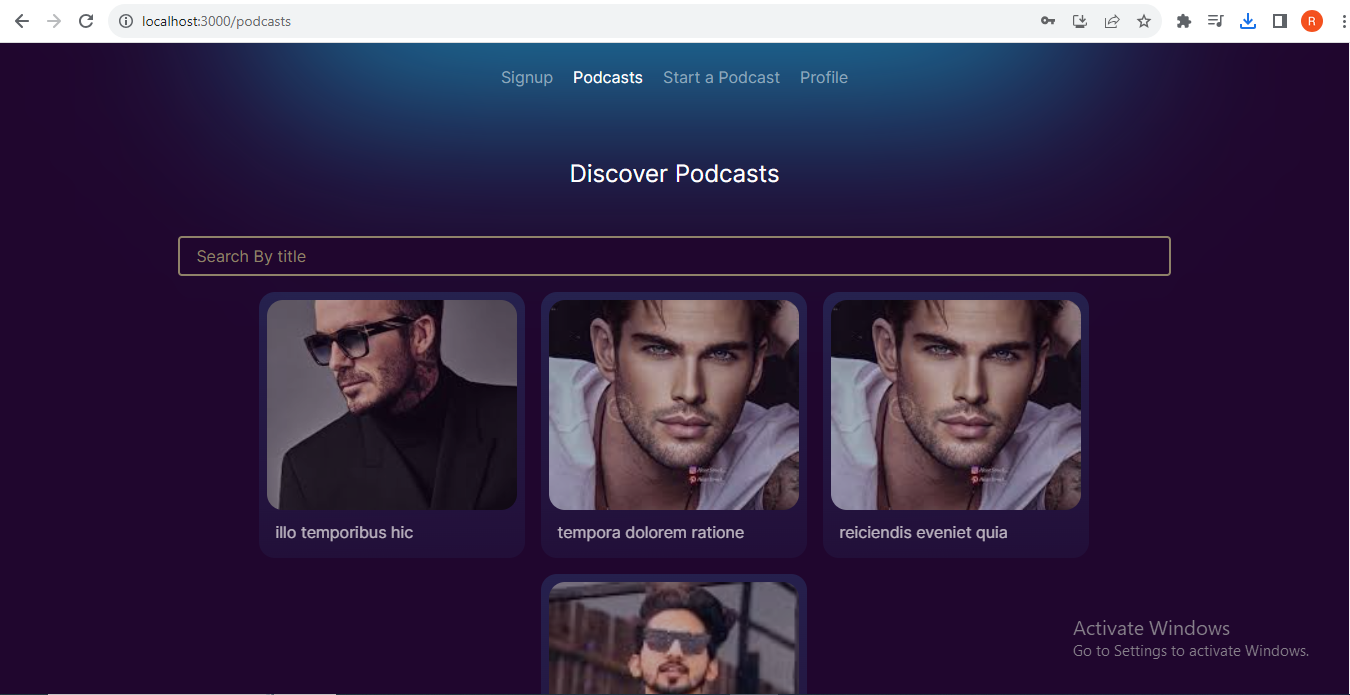 localhost:3000/podcasts
R
Signup Podcasts Start a Podcast Profile
Discover Podcasts
Search By title
illo temporibus hic
tempora dolorem ratione
reiciendis eveniet quia
Activate Windows
Go to Settings to activate Windows.